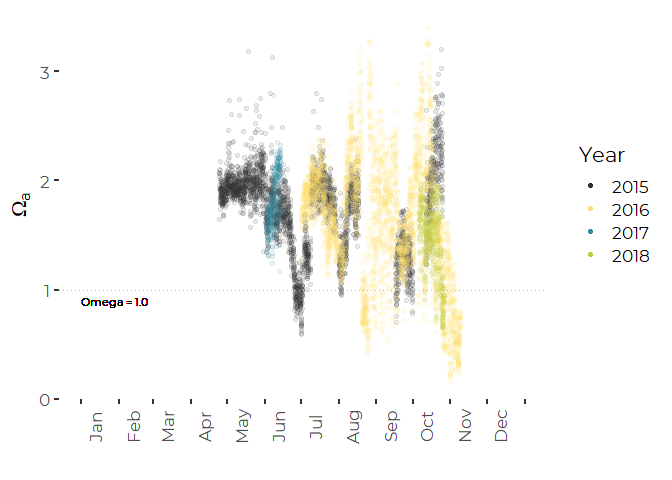 3
2
1
0
Ωa
Omega = 1.0
Jan
Feb
Mar
Apr
May
Jun
Jul
Aug
Sep
Oct
Nov
Dec
Year
2015
2016
2017
2018